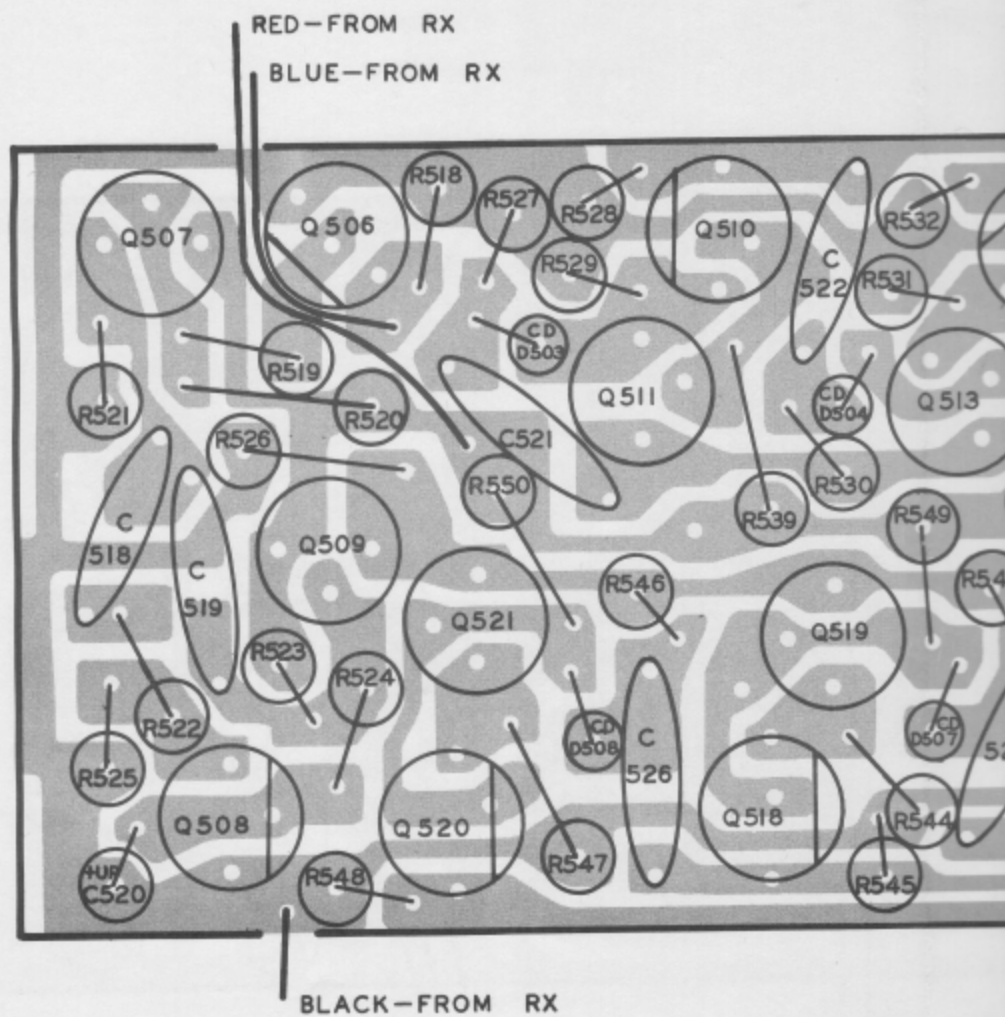 RED-FROM RX
BLUE-FROM RX
R518
R527
R528
R532
Q507
Q506
Q510
R529
C
522
R531
CD
D503
R519
R521
R520
Q511
CD
D504
Q513
R526
C521
R550
R530
R539
R549
C
518
C
519
Q509
R546
R54
Q521
Q519
R523
R524
R522
R525
CD
D508
C
526
CD
D507
52
Q508
Q520
Q518
R544
R547
R545
+UP
C520
R548
BLACK-FROM RX